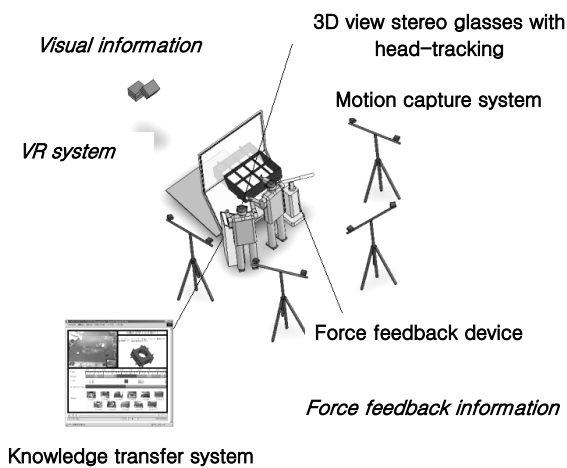 3D view stereo glasses with
head-tracking
Visual information
Motion capture system
VR system
Force feedback device
Force feedback information
Knowledge transfer system